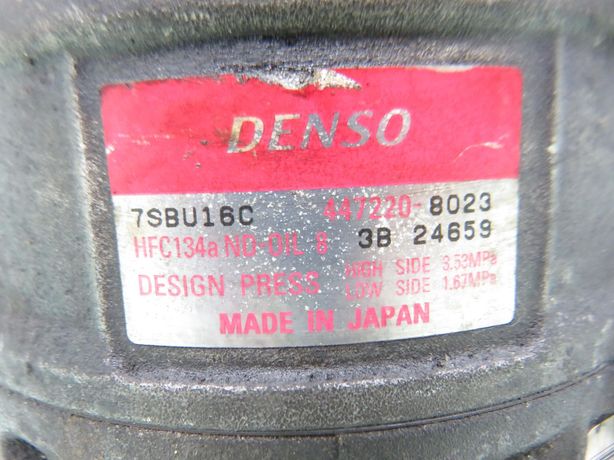 DENSO
7SBU16C 447220-8023
HFC134a ND-OIL 8 3B 24659
DESIGN PRESS HIGH SIDE 3.53MPa
LOW SIDE 1.67MPa
MADE IN JAPAN